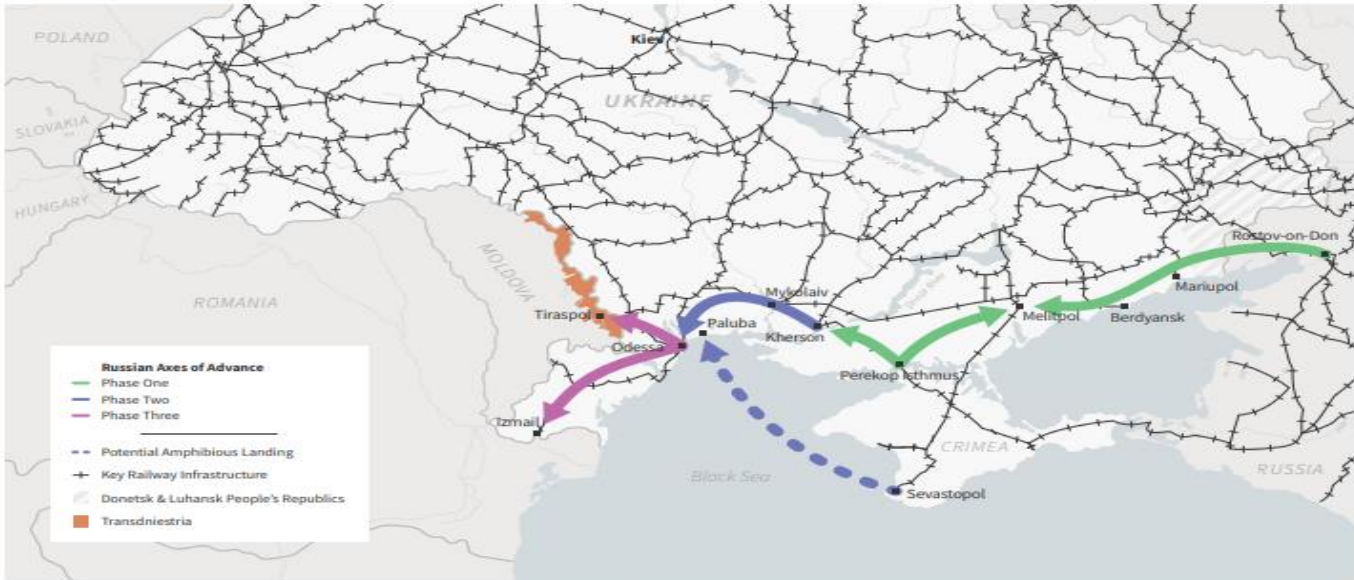 POLAND
Kiev
UKRAINE
SLOVAKIA
HUNGARY
MOLDOVA
ROMANIA
Rostov-on-Don
Mariupol
Mykolaiv
Melitpol
Berdyansk
Tiraspol
Paluba
Kherson
Odessa
Perekop Isthmus
Izmail
CRIMEA
RUSSIA
Black Sea
Sevastopol
Russian Axes of Advance
Phase One
Phase Two
Phase Three
Potential Amphibious Landing
Key Railway Infrastructure
Donetsk & Luhansk People's Republics
Transdniestria